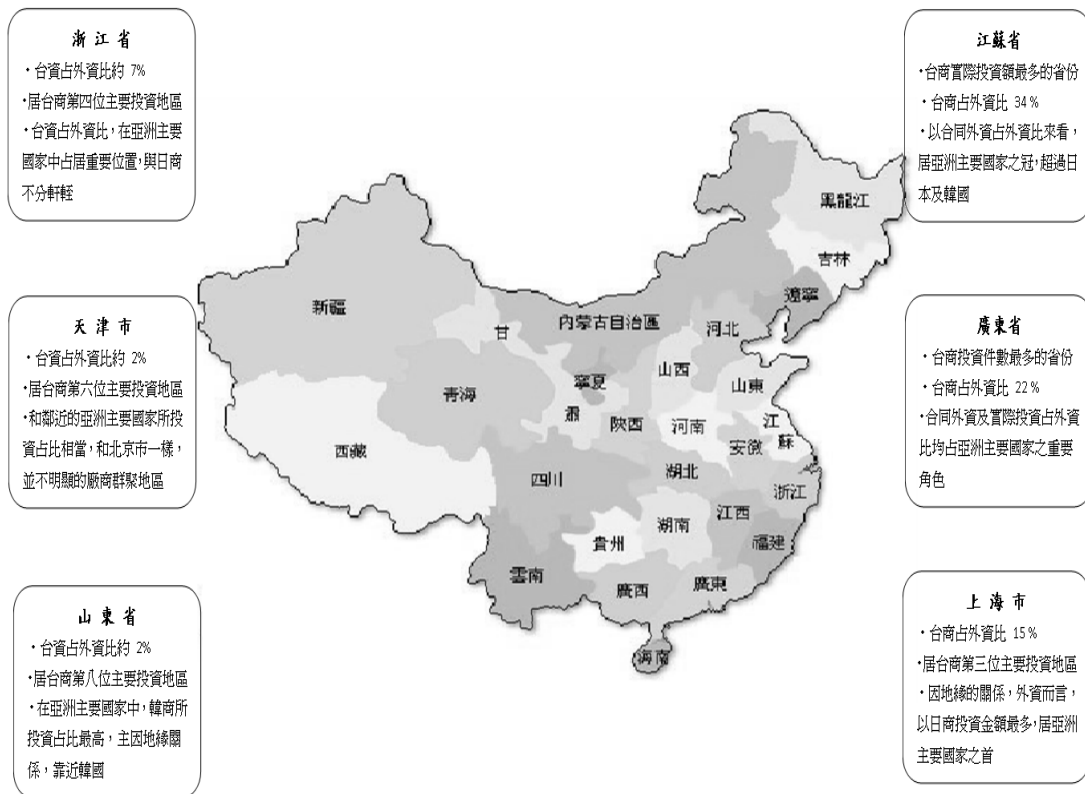 浙江省
・台資占外資比約 7%
・居台商第四位主要投資地區
・台資占外資比，在亞洲主要
國家中占居重要位置，與日商
不分軒輊
天津市
・台資占外資比約 2%
・居台商第六位主要投資地區
・和鄰近的亞洲主要國家所投
資占比相當，和北京市一樣，
並不明顯的廠商群聚地區
山東省
・台資占外資比約 2%
・居台商第八位主要投資地區
・在亞洲主要國家中，韓商所
投資占比最高，主因地緣關
係，靠近韓國
黑龍江
吉林
遼寧
新疆
甘
內蒙古自治區
河北
寧夏
山西
山東
青海
肅
陝西
河南
江
蘇
西藏
安徽
四川
湖北
浙江
江西
湖南
貴州
福建
雲南
廣西
廣東
海南
江蘇省
・台商實際投資額最多的省份
・台商占外資比 34%
・以合同外資占外資比來看，
居亞洲主要國家之冠，超過日
本及韓國
廣東省
・台商投資件數最多的省份
・台商占外資比 22%
・合同外資及實際投資占外資
比均占亞洲主要國家之重要
角色
上海市
・台商占外資比 15%
・居台商第三位主要投資地區
・因地緣的關係，外資而言，
以日商投資金額最多，居亞洲
主要國家之首